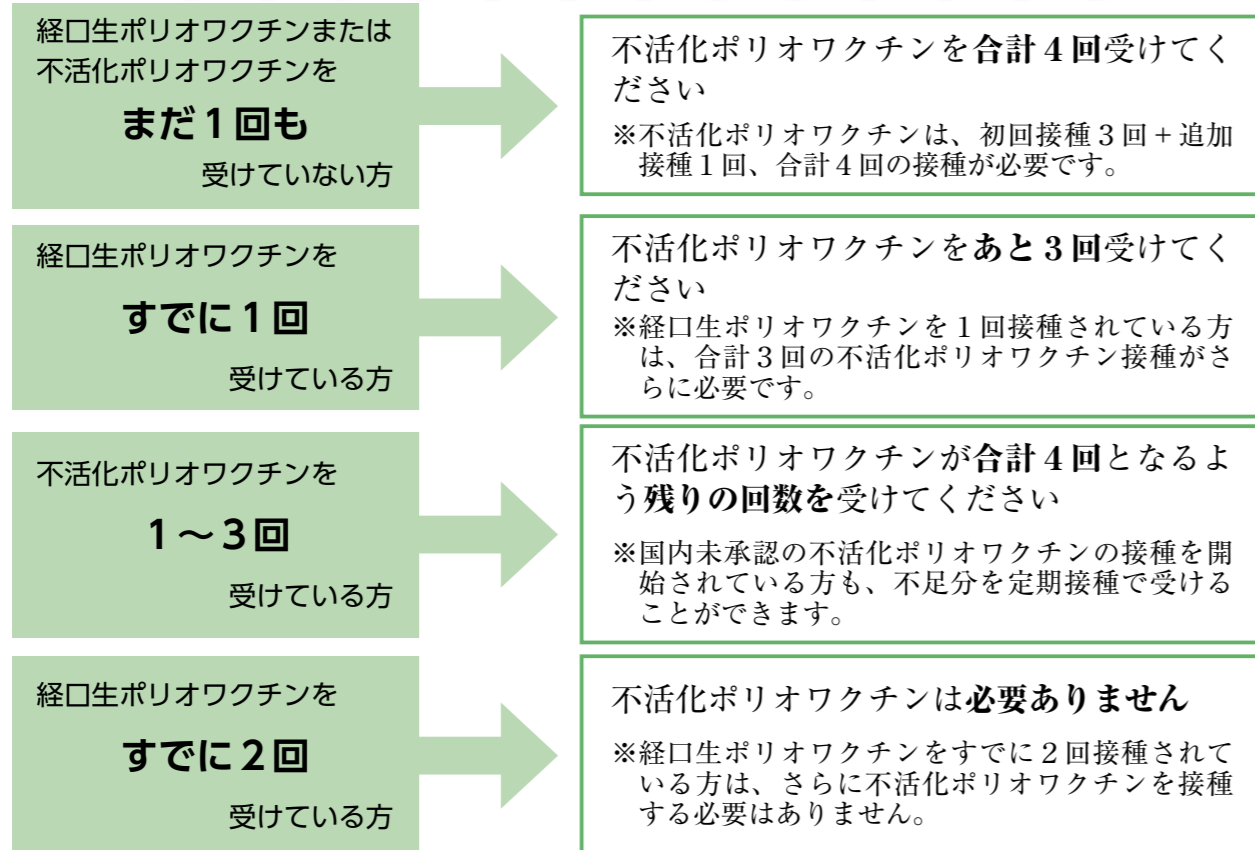 経口生ポリオワクチンまたは
不活化ポリオワクチンを
まだ1回も
受けていない方
不活化ポリオワクチンを合計4回受けてく
ださい
※不活化ポリオワクチンは、初回接種3回+追加
接種1回、合計4回の接種が必要です。
経口生ポリオワクチンを
すでに1回
受けている方
不活化ポリオワクチンをあと3回受けてく
ださい
※経口生ポリオワクチンを1回接種されている方
は、合計3回の不活化ポリオワクチン接種がさ
らに必要です。
不活化ポリオワクチンを
1〜3回
受けている方
不活化ポリオワクチンが合計4回となるよ
う残りの回数を受けてください
※国内未承認の不活化ポリオワクチンの接種を開
始されている方も、不足分を定期接種で受ける
ことができます。
経口生ポリオワクチンを
すでに2回
受けている方
不活化ポリオワクチンは必要ありません
※経口生ポリオワクチンをすでに2回接種されて
いる方は、さらに不活化ポリオワクチンを接種
する必要はありません。